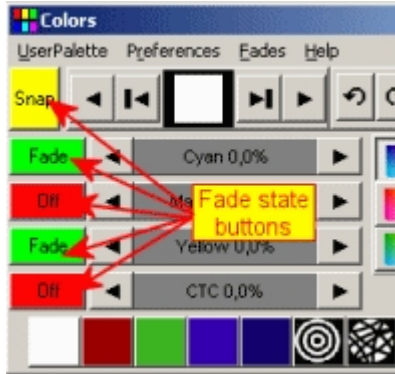 Colors
UserPalette Preferences Fades Help
Snap
Fade Cyan 0,0%
Off
Fade state
buttons
Fade Yellow 0,0%
Off CTC 0,0%